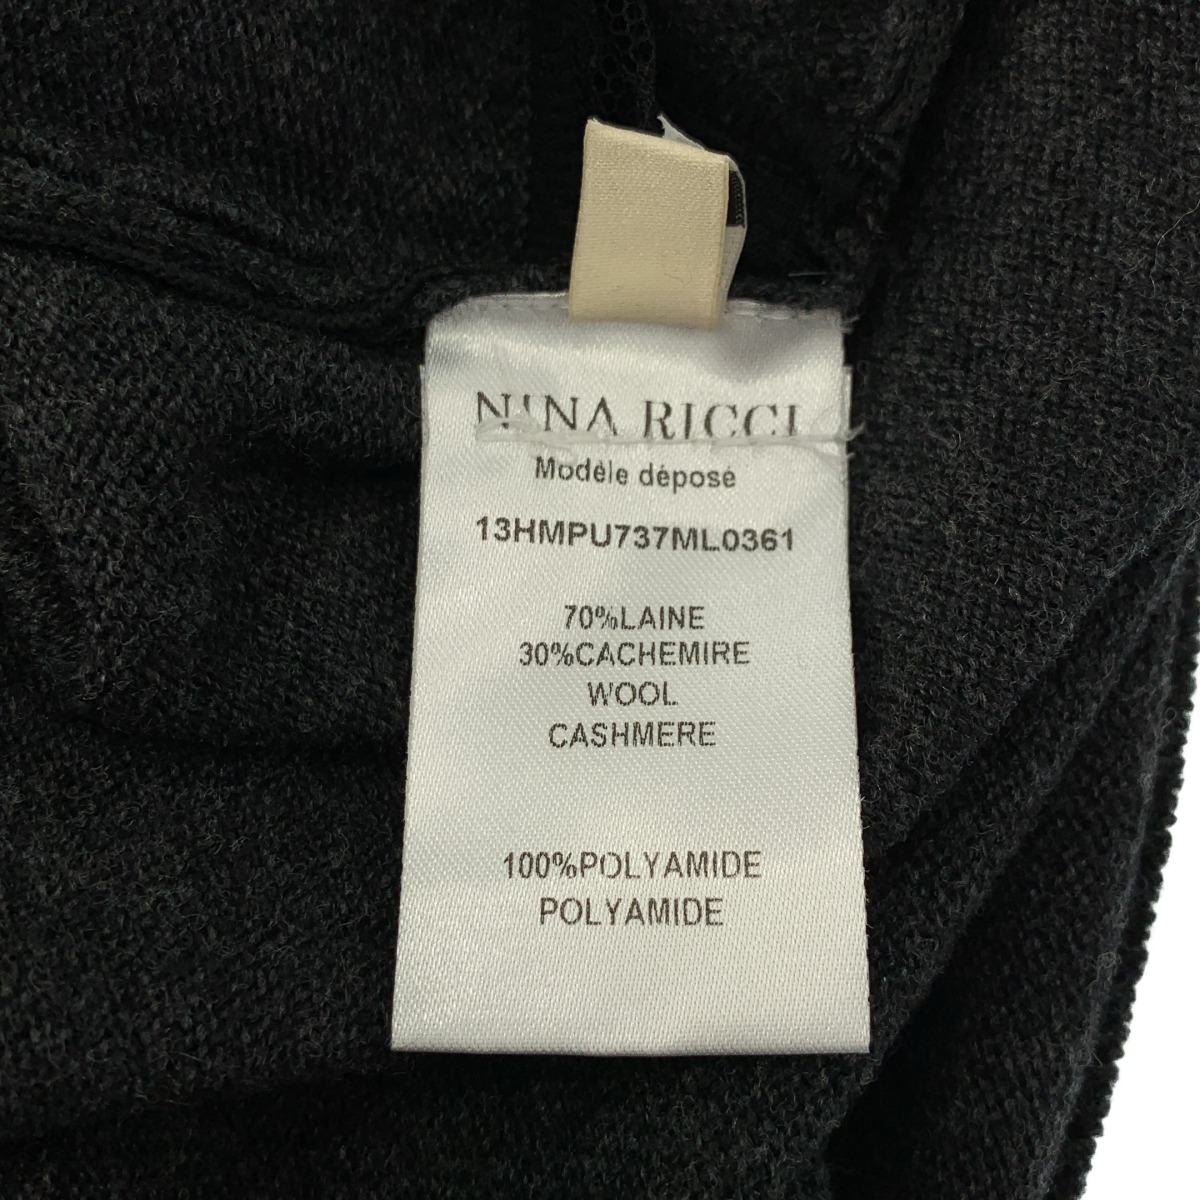 NINA RICCI
Modèle déposé
13HMPU737ML0361
70%LAINE
30%CACHEMIRE
WOOL
CASHMERE
100%POLYAMIDE
POLYAMIDE